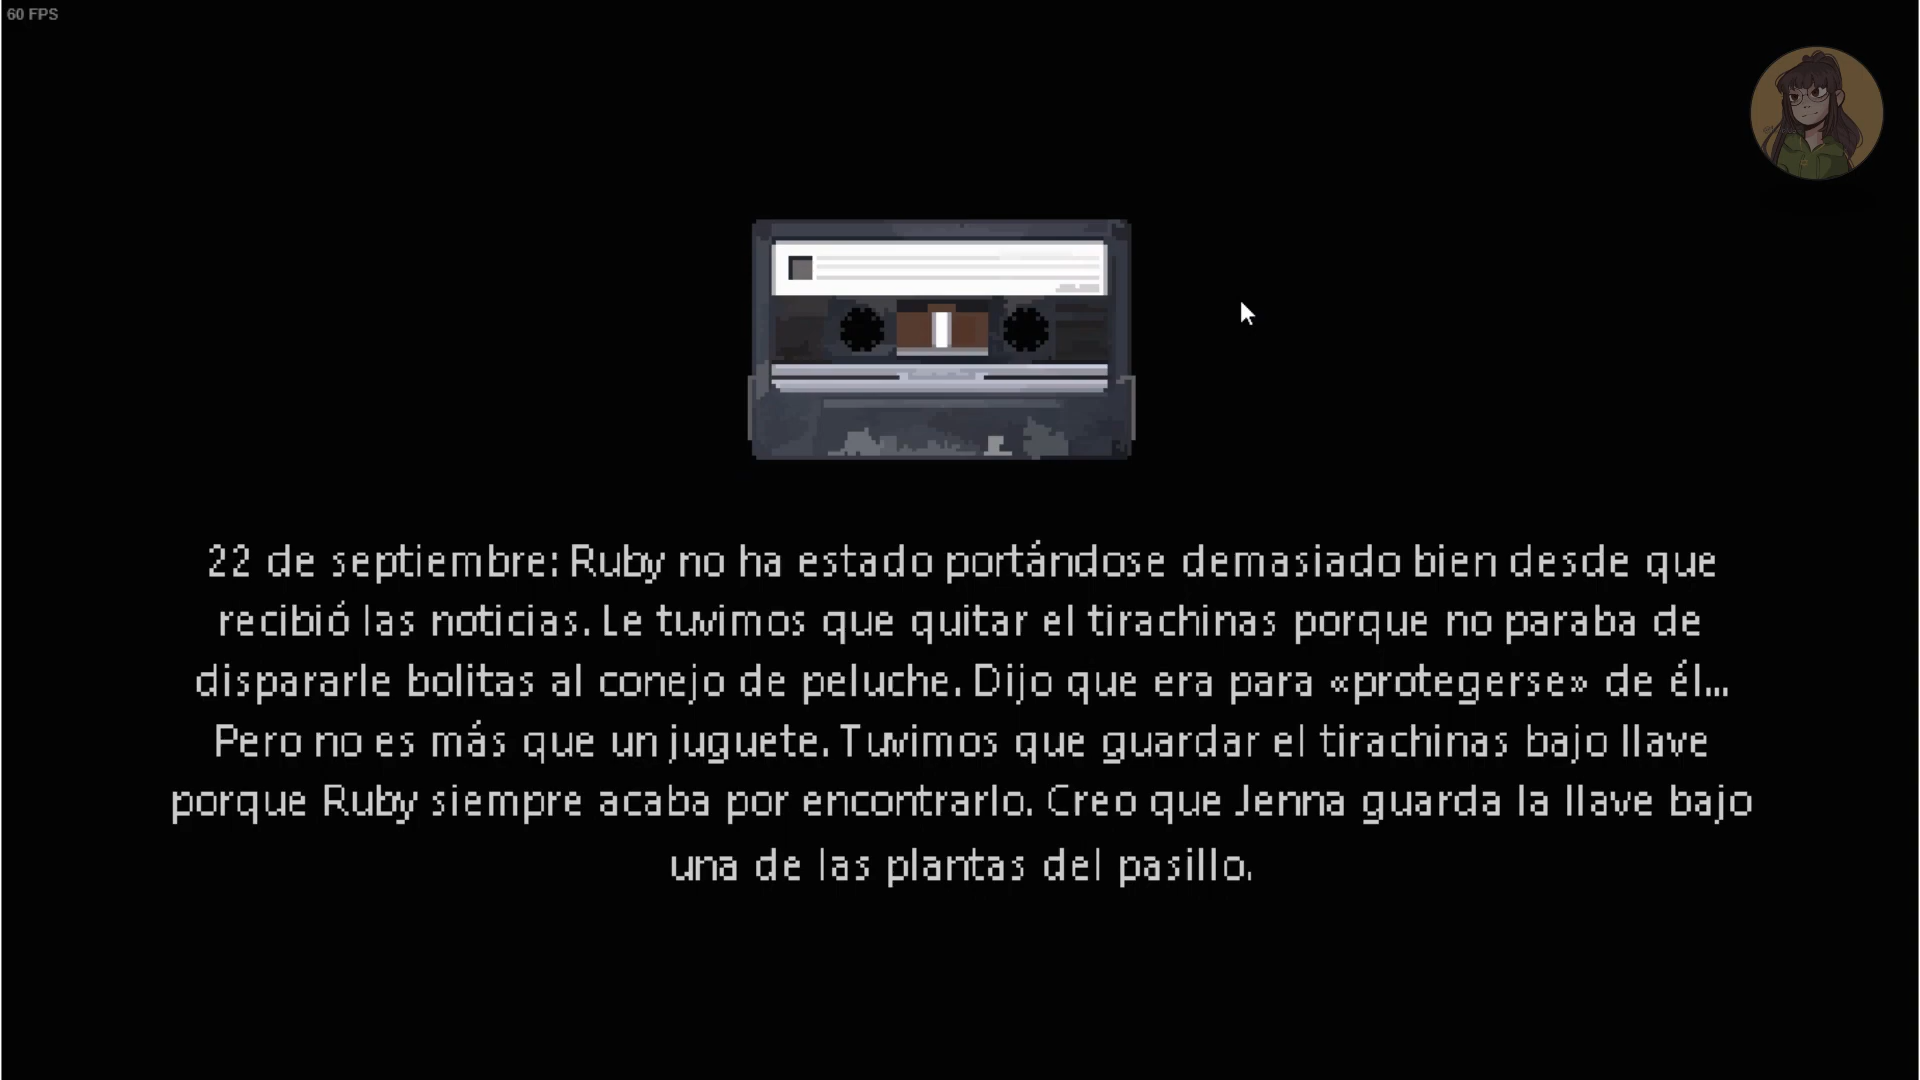 60 FPS
22 de septiembre: Ruby no ha estado portándose demasiado bien desde que
recibió las noticias. Le tuvimos que quitar el tirachinas porque no paraba de
dispararle bolitas al conejo de peluche. Dijo que era para «protegerse» de él...
Pero no es más que un juguete. Tuvimos que guardar el tirachinas bajo llave
porque Ruby siempre acaba por encontrarlo. Creo que Jenna guarda la llave bajo
una de las plantas del pasillo.